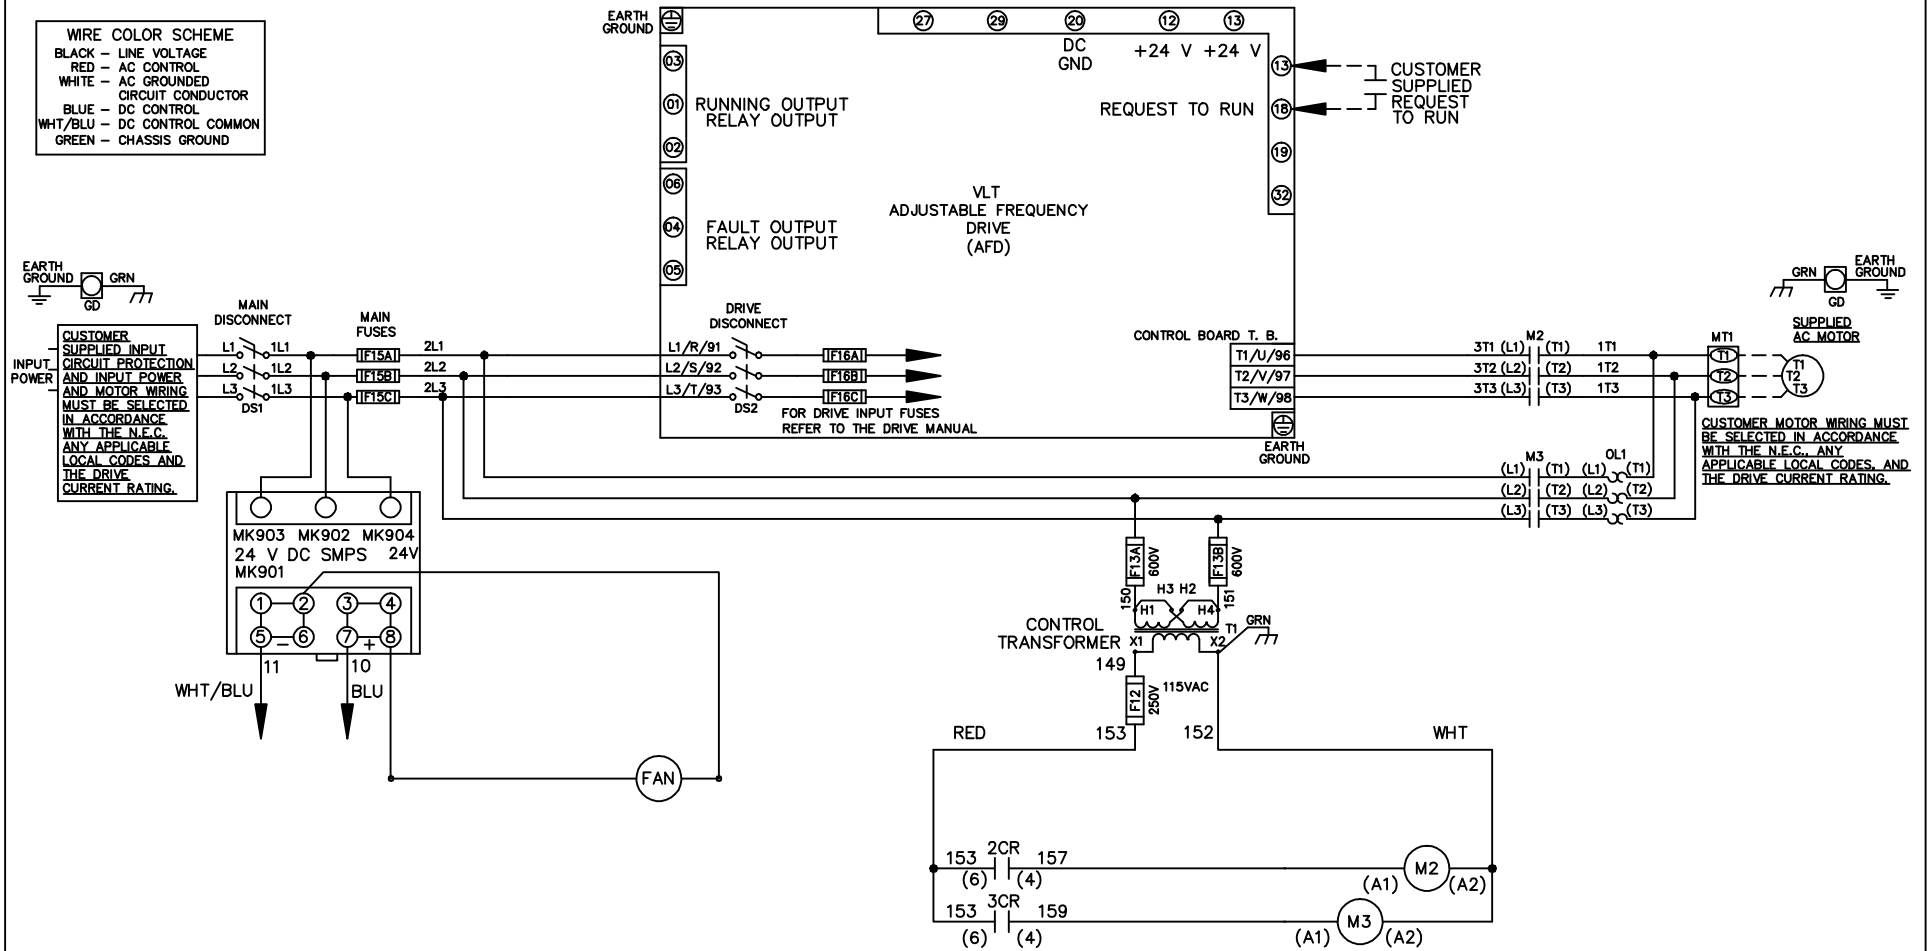 WIRE COLOR SCHEME
BLACK – LINE VOLTAGE
RED – AC CONTROL
WHITE – AC GROUNDED
CIRCUIT CONDUCTOR
BLUE – DC CONTROL
WHT/BLU – DC CONTROL COMMON
GREEN – CHASSIS GROUND
EARTH
GROUND
27
29
20
12
13
DC
GND
+24 V +24 V
03
01
02
RUNNING OUTPUT
RELAY OUTPUT
06
04
05
FAULT OUTPUT
RELAY OUTPUT
VLT
ADJUSTABLE FREQUENCY
DRIVE
(AFD)
REQUEST TO RUN
13
18
19
32
CUSTOMER
SUPPLIED
REQUEST
TO RUN
EARTH
GROUND
GRN
GD
CUSTOMER
SUPPLIED INPUT
CIRCUIT PROTECTION
AND INPUT POWER
AND MOTOR WIRING
MUST BE SELECTED
IN ACCORDANCE
WITH THE N.E.C.
ANY APPLICABLE
LOCAL CODES AND
THE DRIVE
CURRENT RATING.
INPUT
POWER
MAIN
DISCONNECT
L1 1L1
L2 1L2
L3 1L3
DS1
MAIN
FUSES
F15A
F15B
F15C
2L1
2L2
2L3
L1/R/91
L2/S/92
L3/T/93
DRIVE
DISCONNECT
DS2
F16A
F16B
F16C
FOR DRIVE INPUT FUSES
REFER TO THE DRIVE MANUAL
CONTROL BOARD T. B.
T1/U/96
T2/V/97
T3/W/98
EARTH
GROUND
M2
3T1 (L1) (T1) 1T1
3T2 (L2) (T2) 1T2
3T3 (L3) (T3) 1T3
MT1
T1
T2
T3
GRN
GD
EARTH
GROUND
SUPPLIED
AC MOTOR
T1
T2
T3
CUSTOMER MOTOR WIRING MUST
BE SELECTED IN ACCORDANCE
WITH THE N.E.C., ANY
APPLICABLE LOCAL CODES, AND
THE DRIVE CURRENT RATING.
M3 OL1
(L1) (T1) (L1) (T1)
(L2) (T2) (L2) (T2)
(L3) (T3) (L3) (T3)
MK903 MK902 MK904
24 V DC SMPS 24V
MK901
1 2 3 4
5 – 6 7 + 8
11
10
WHT/BLU
BLU
FAN
F13A
600V
F13B
600V
150
151
H3 H2
H1 H4
CONTROL
TRANSFORMER
X1 X2
T1
GRN
149
F12
250V
115VAC
153
152
RED
WHT
153 2CR 157
(6) (4)
M2
(A1) (A2)
153 3CR 159
(6) (4)
M3
(A1) (A2)